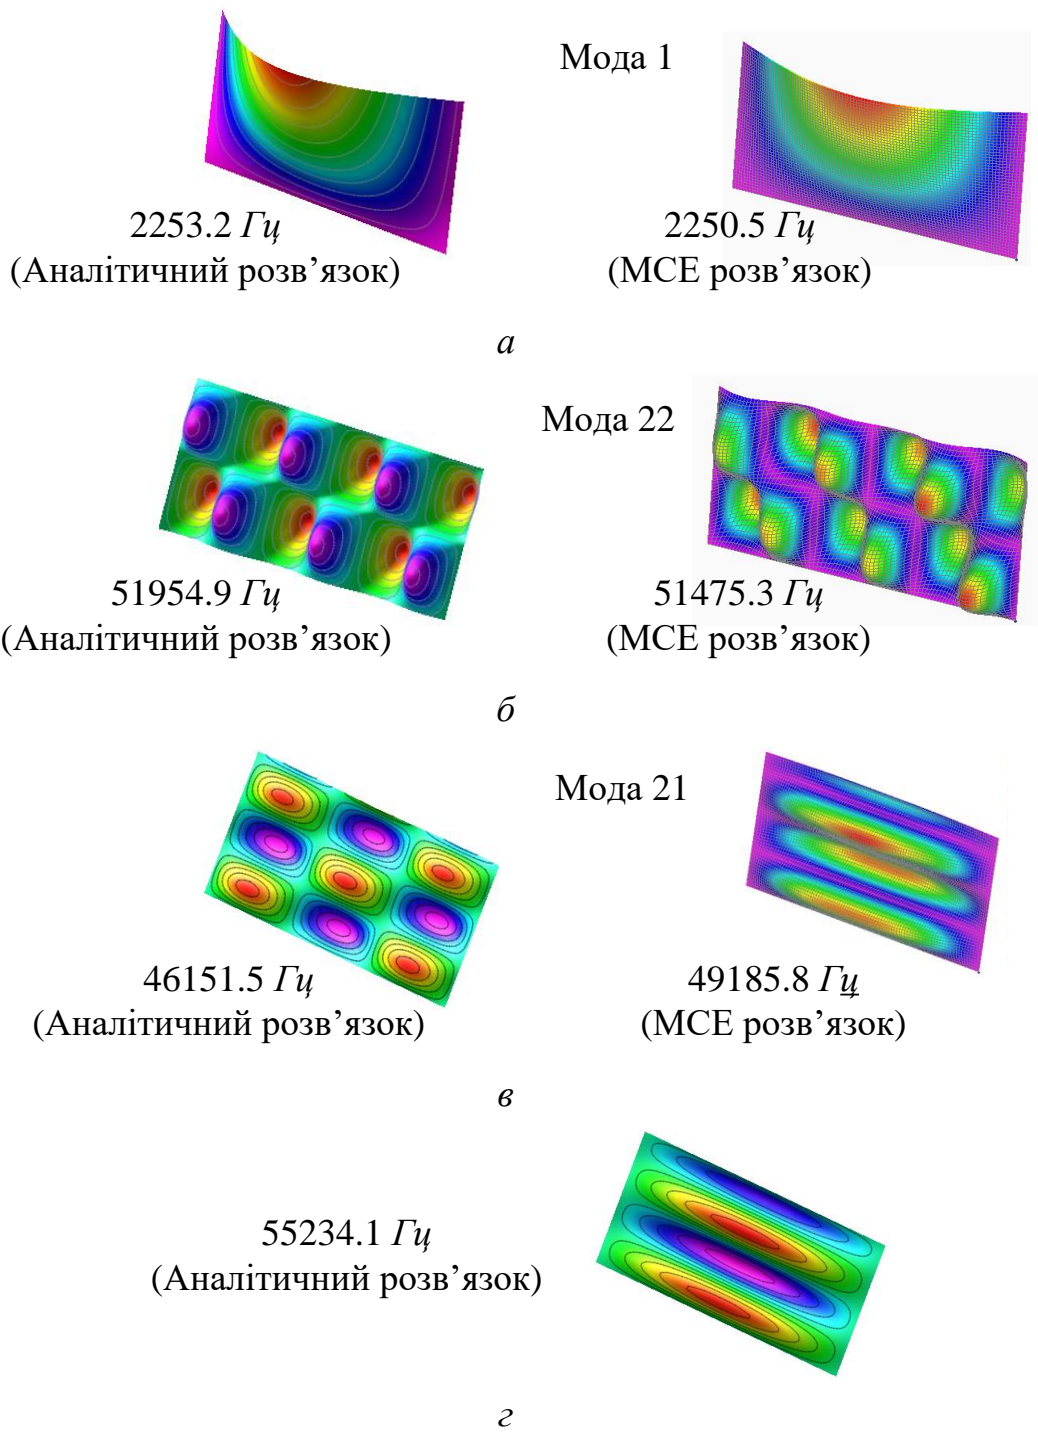 Мода 1
2253.2 Гц
2250.5 Гц
(Аналітичний розв’язок)
(МСЕ розв’язок)
а
Мода 22
51954.9 Гц
51475.3 Гц
(Аналітичний розв’язок)
(МСЕ розв’язок)
б
Мода 21
46151.5 Гц
49185.8 Гц
(Аналітичний розв’язок)
(МСЕ розв’язок)
в
55234.1 Гц
(Аналітичний розв’язок)
г